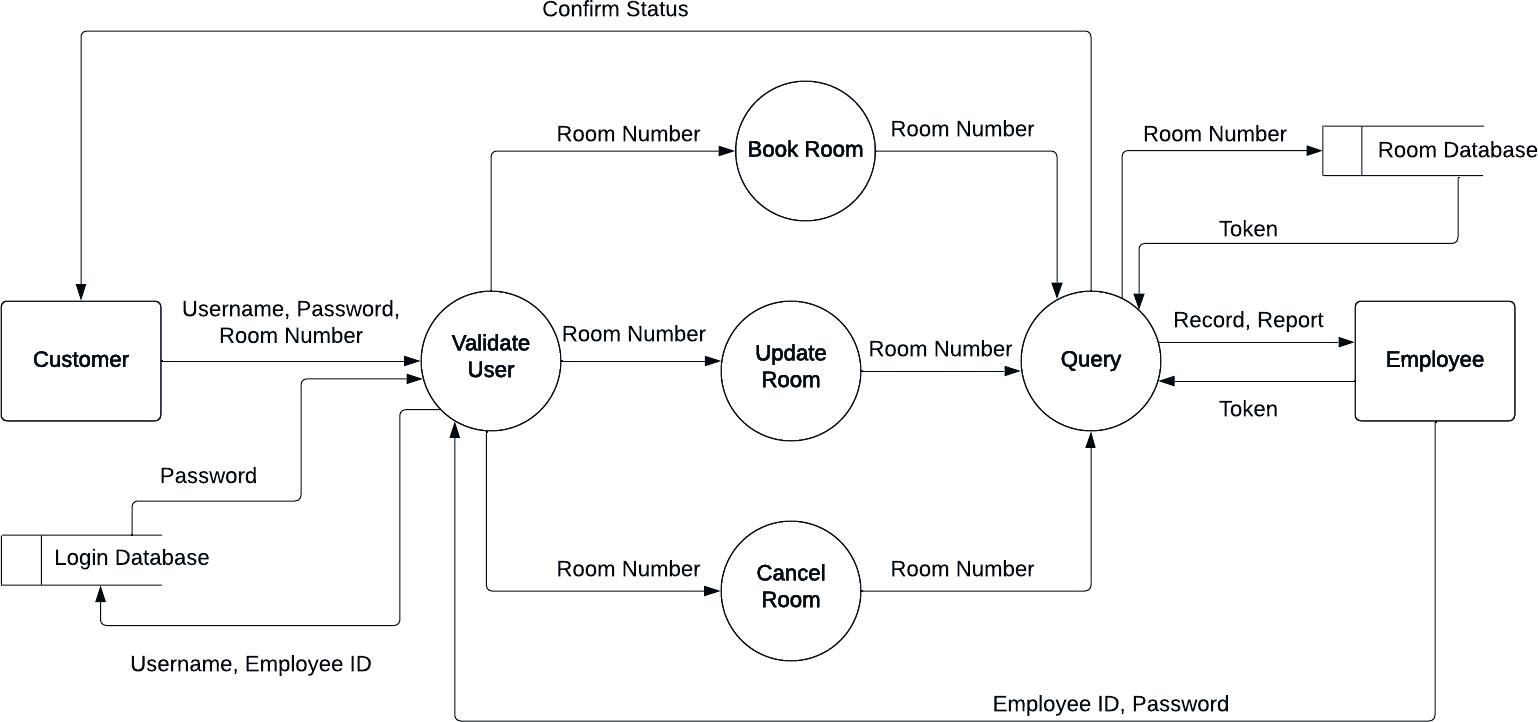 Confirm Status
Room Number
Book Room
Room Number
Room Number
Room Database
Token
Username, Password,
Room Number
Customer
Validate
User
Room Number
Update
Room
Room Number
Query
Record, Report
Employee
Token
Password
Login Database
Room Number
Cancel
Room
Room Number
Username, Employee ID
Employee ID, Password